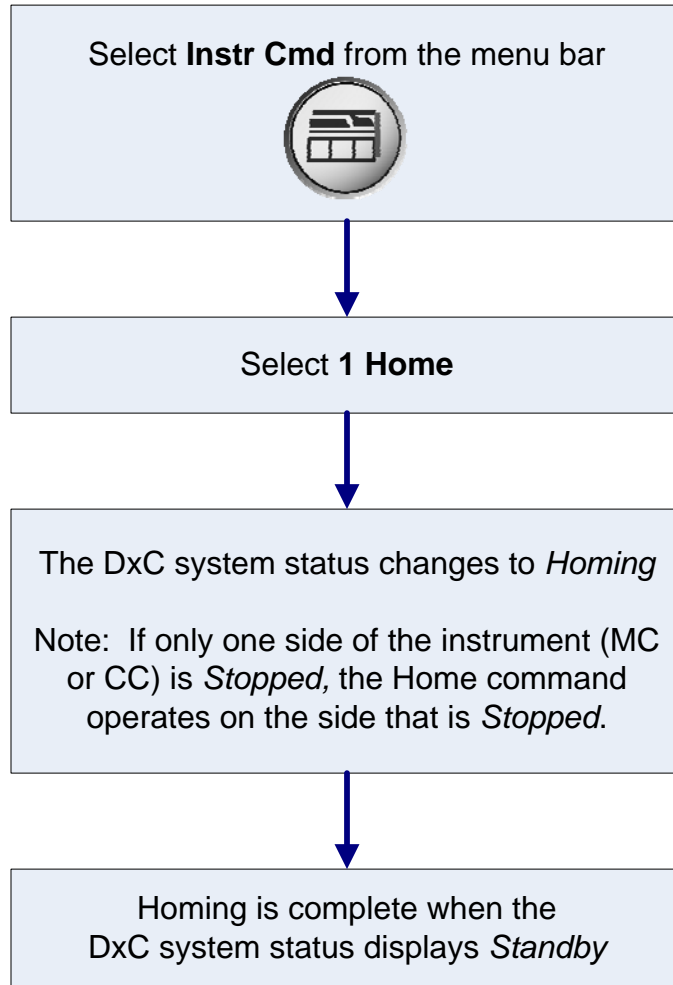 Select Instr Cmd from the menu bar
Select 1 Home
The DxC system status changes to Homing
Note: If only one side of the instrument (MC
or CC) is Stopped, the Home command
operates on the side that is Stopped.
Homing is complete when the
DxC system status displays Standby